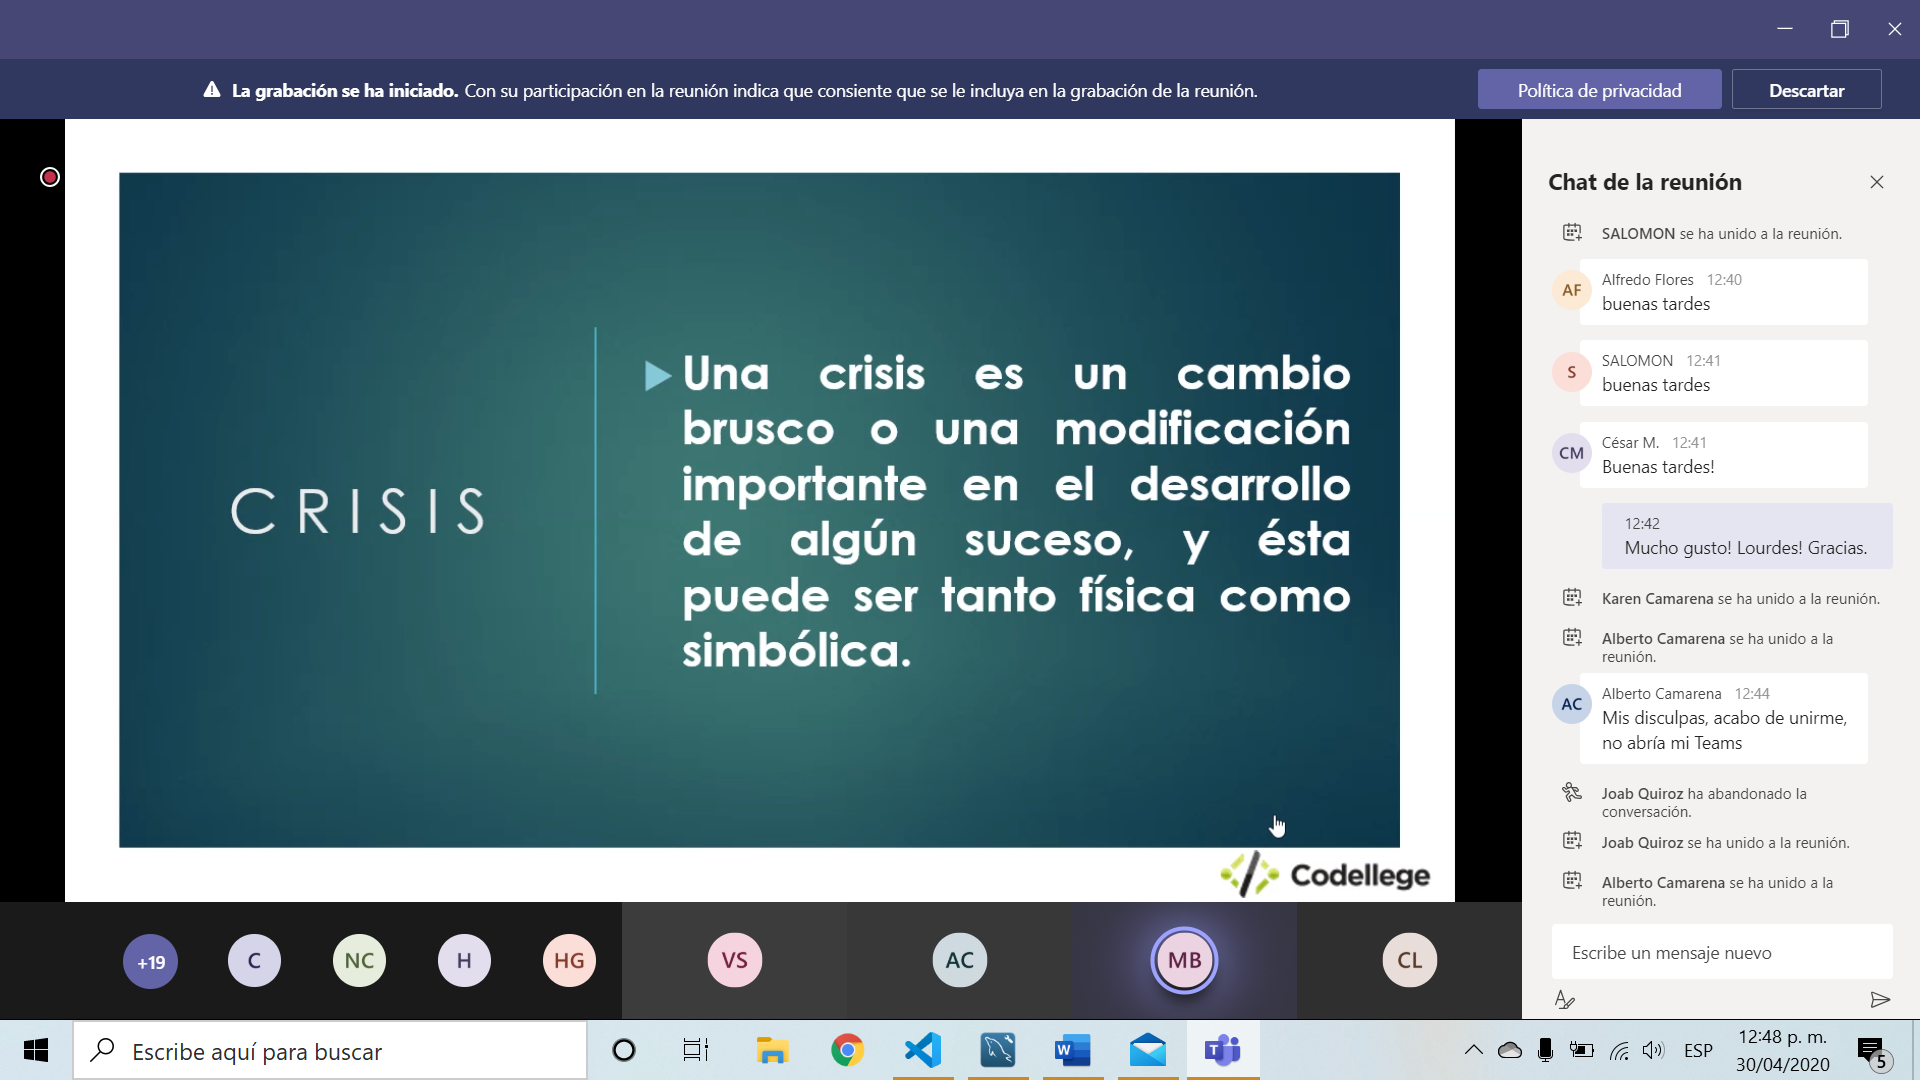 La grabación se ha iniciado. Con su participación en la reunión indica que consiente que se le incluya en la grabación de la reunión.
Política de privacidad
Descartar
CRISIS
Una crisis es un cambio
brusco o una modificación
importante en el desarrollo
de algún suceso, y ésta
puede ser tanto física como
simbólica.
Codellege
+19
C
NC
H
HG
VS
AC
MB
CL
Chat de la reunión
SALOMON se ha unido a la reunión.
AF
Alfredo Flores 12:40
buenas tardes
S
SALOMON 12:41
buenas tardes
CM
César M. 12:41
Buenas tardes!
12:42
Mucho gusto! Lourdes! Gracias.
Karen Camarena se ha unido a la reunión.
Alberto Camarena se ha unido a la
reunión.
AC
Alberto Camarena 12:44
Mis disculpas, acabo de unirme,
no abría mi Teams
Joab Quiroz ha abandonado la
conversación.
Joab Quiroz se ha unido a la reunión.
Alberto Camarena se ha unido a la
reunión.
Escribe un mensaje nuevo
Escribe aquí para buscar
W
T
ESP
12:48 p. m.
30/04/2020
5